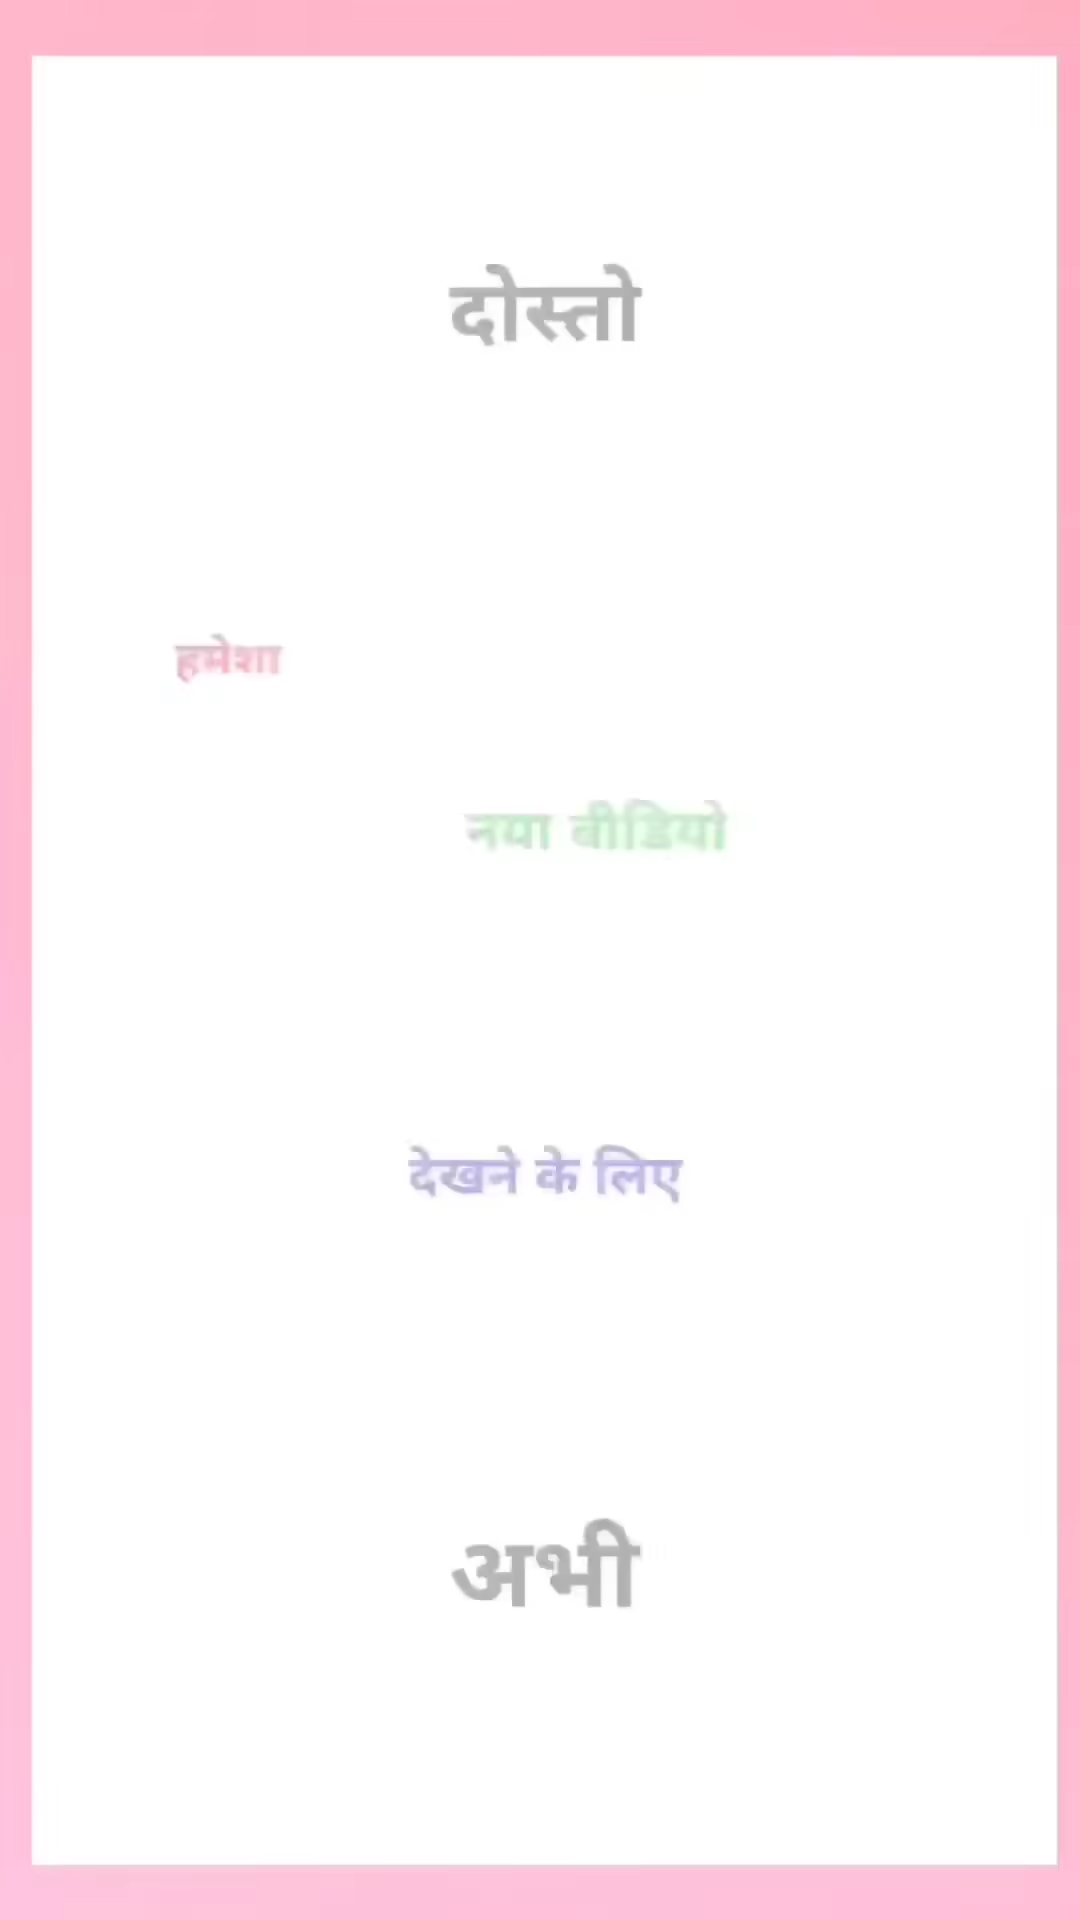 दोस्तो
हमेशा
नया वीडियो
देखने के लिए
अभी